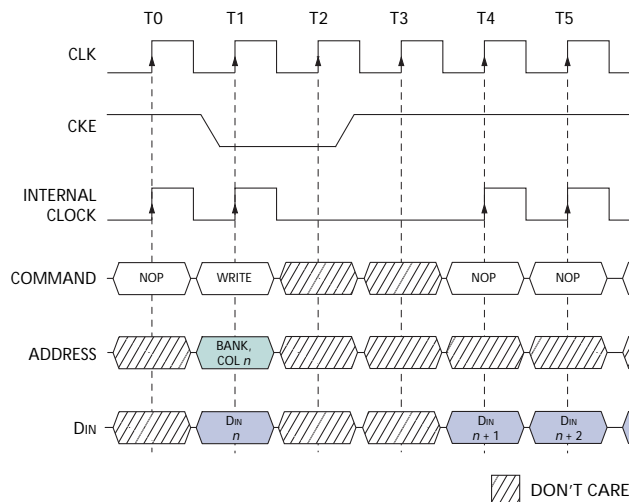 T0 T1 T2 T3 T4 T5
CLK
CKE
INTERNAL
CLOCK
COMMAND NOP WRITE NOP NOP
ADDRESS BANK,
COL n
DIN DIN
n DIN
n + 1 DIN
n + 2
DON'T CARE